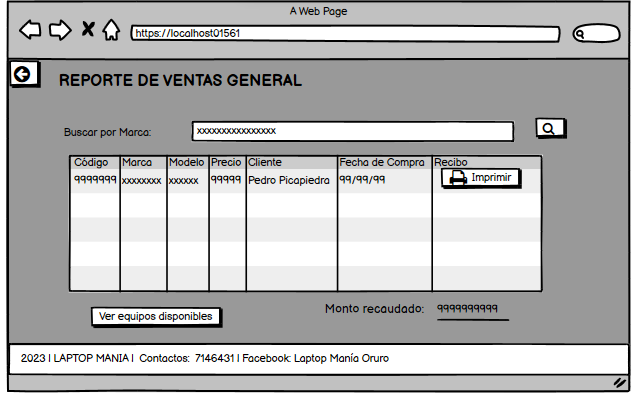 A Web Page
https://localhost01561
REPORTE DE VENTAS GENERAL
Buscar por Marca:
xxxxxxxxxxxxxxxx
Código Marca Modelo Precio Cliente Fecha de Compra Recibo
9999999 xxxxxxxx xxxxxx 99999 Pedro Picapiedra 99/99/99 Imprimir
Monto recaudado: 9999999999
Ver equipos disponibles
2023 | LAPTOP MANIA | Contactos: 7146431 | Facebook: Laptop Manía Oruro